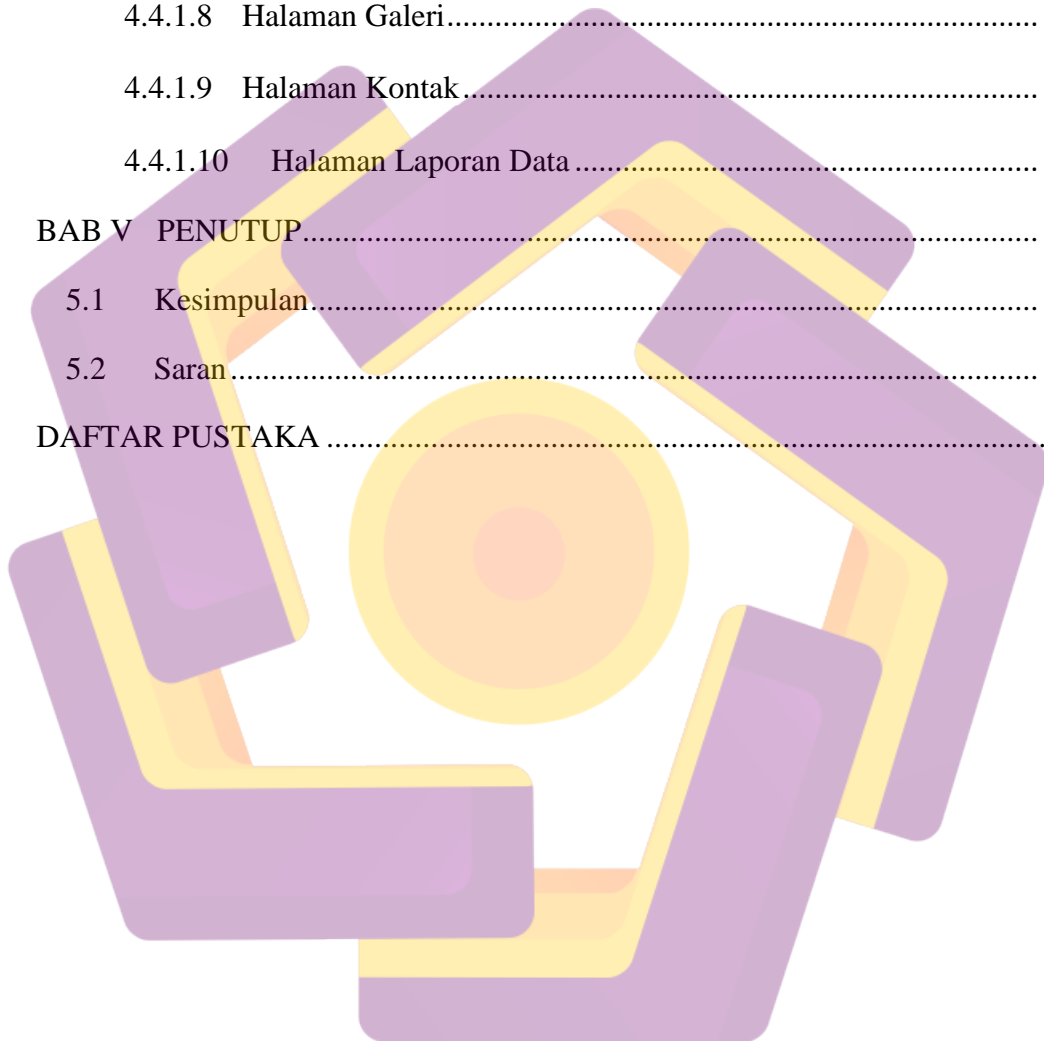 4.4.1.8 Halaman Galeri........................................................................
4.4.1.9 Halaman Kontak......................................................................
4.4.1.10 Halaman Laporan Data..........................................................
BAB V PENUTUP............................................................................................
5.1 Kesimpulan...........................................................................................
5.2 Saran.....................................................................................................
DAFTAR PUSTAKA.........................................................................................